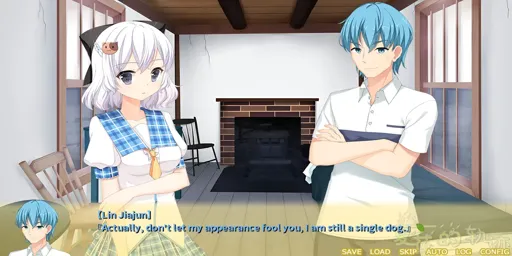 【Lin Jiajun】
『Actually, don't let my appearance fool you, I am still a single dog.』
SAVE LOAD SKIP AUTO LOG CONFIG